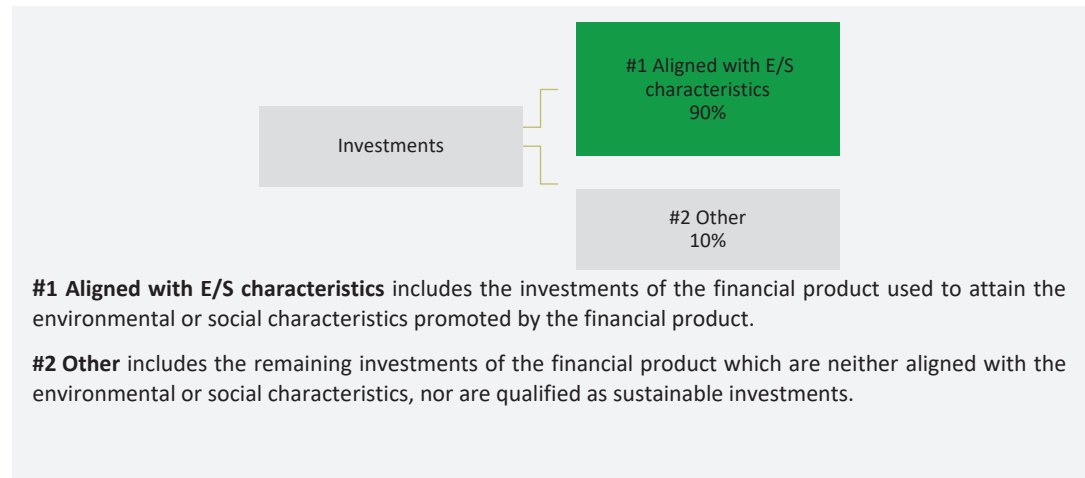 #1 Aligned with E/S
characteristics
90%
Investments
#2 Other
10%
#1 Aligned with E/S characteristics includes the investments of the financial product used to attain the
environmental or social characteristics promoted by the financial product.
#2 Other includes the remaining investments of the financial product which are neither aligned with the
environmental or social characteristics, nor are qualified as sustainable investments.